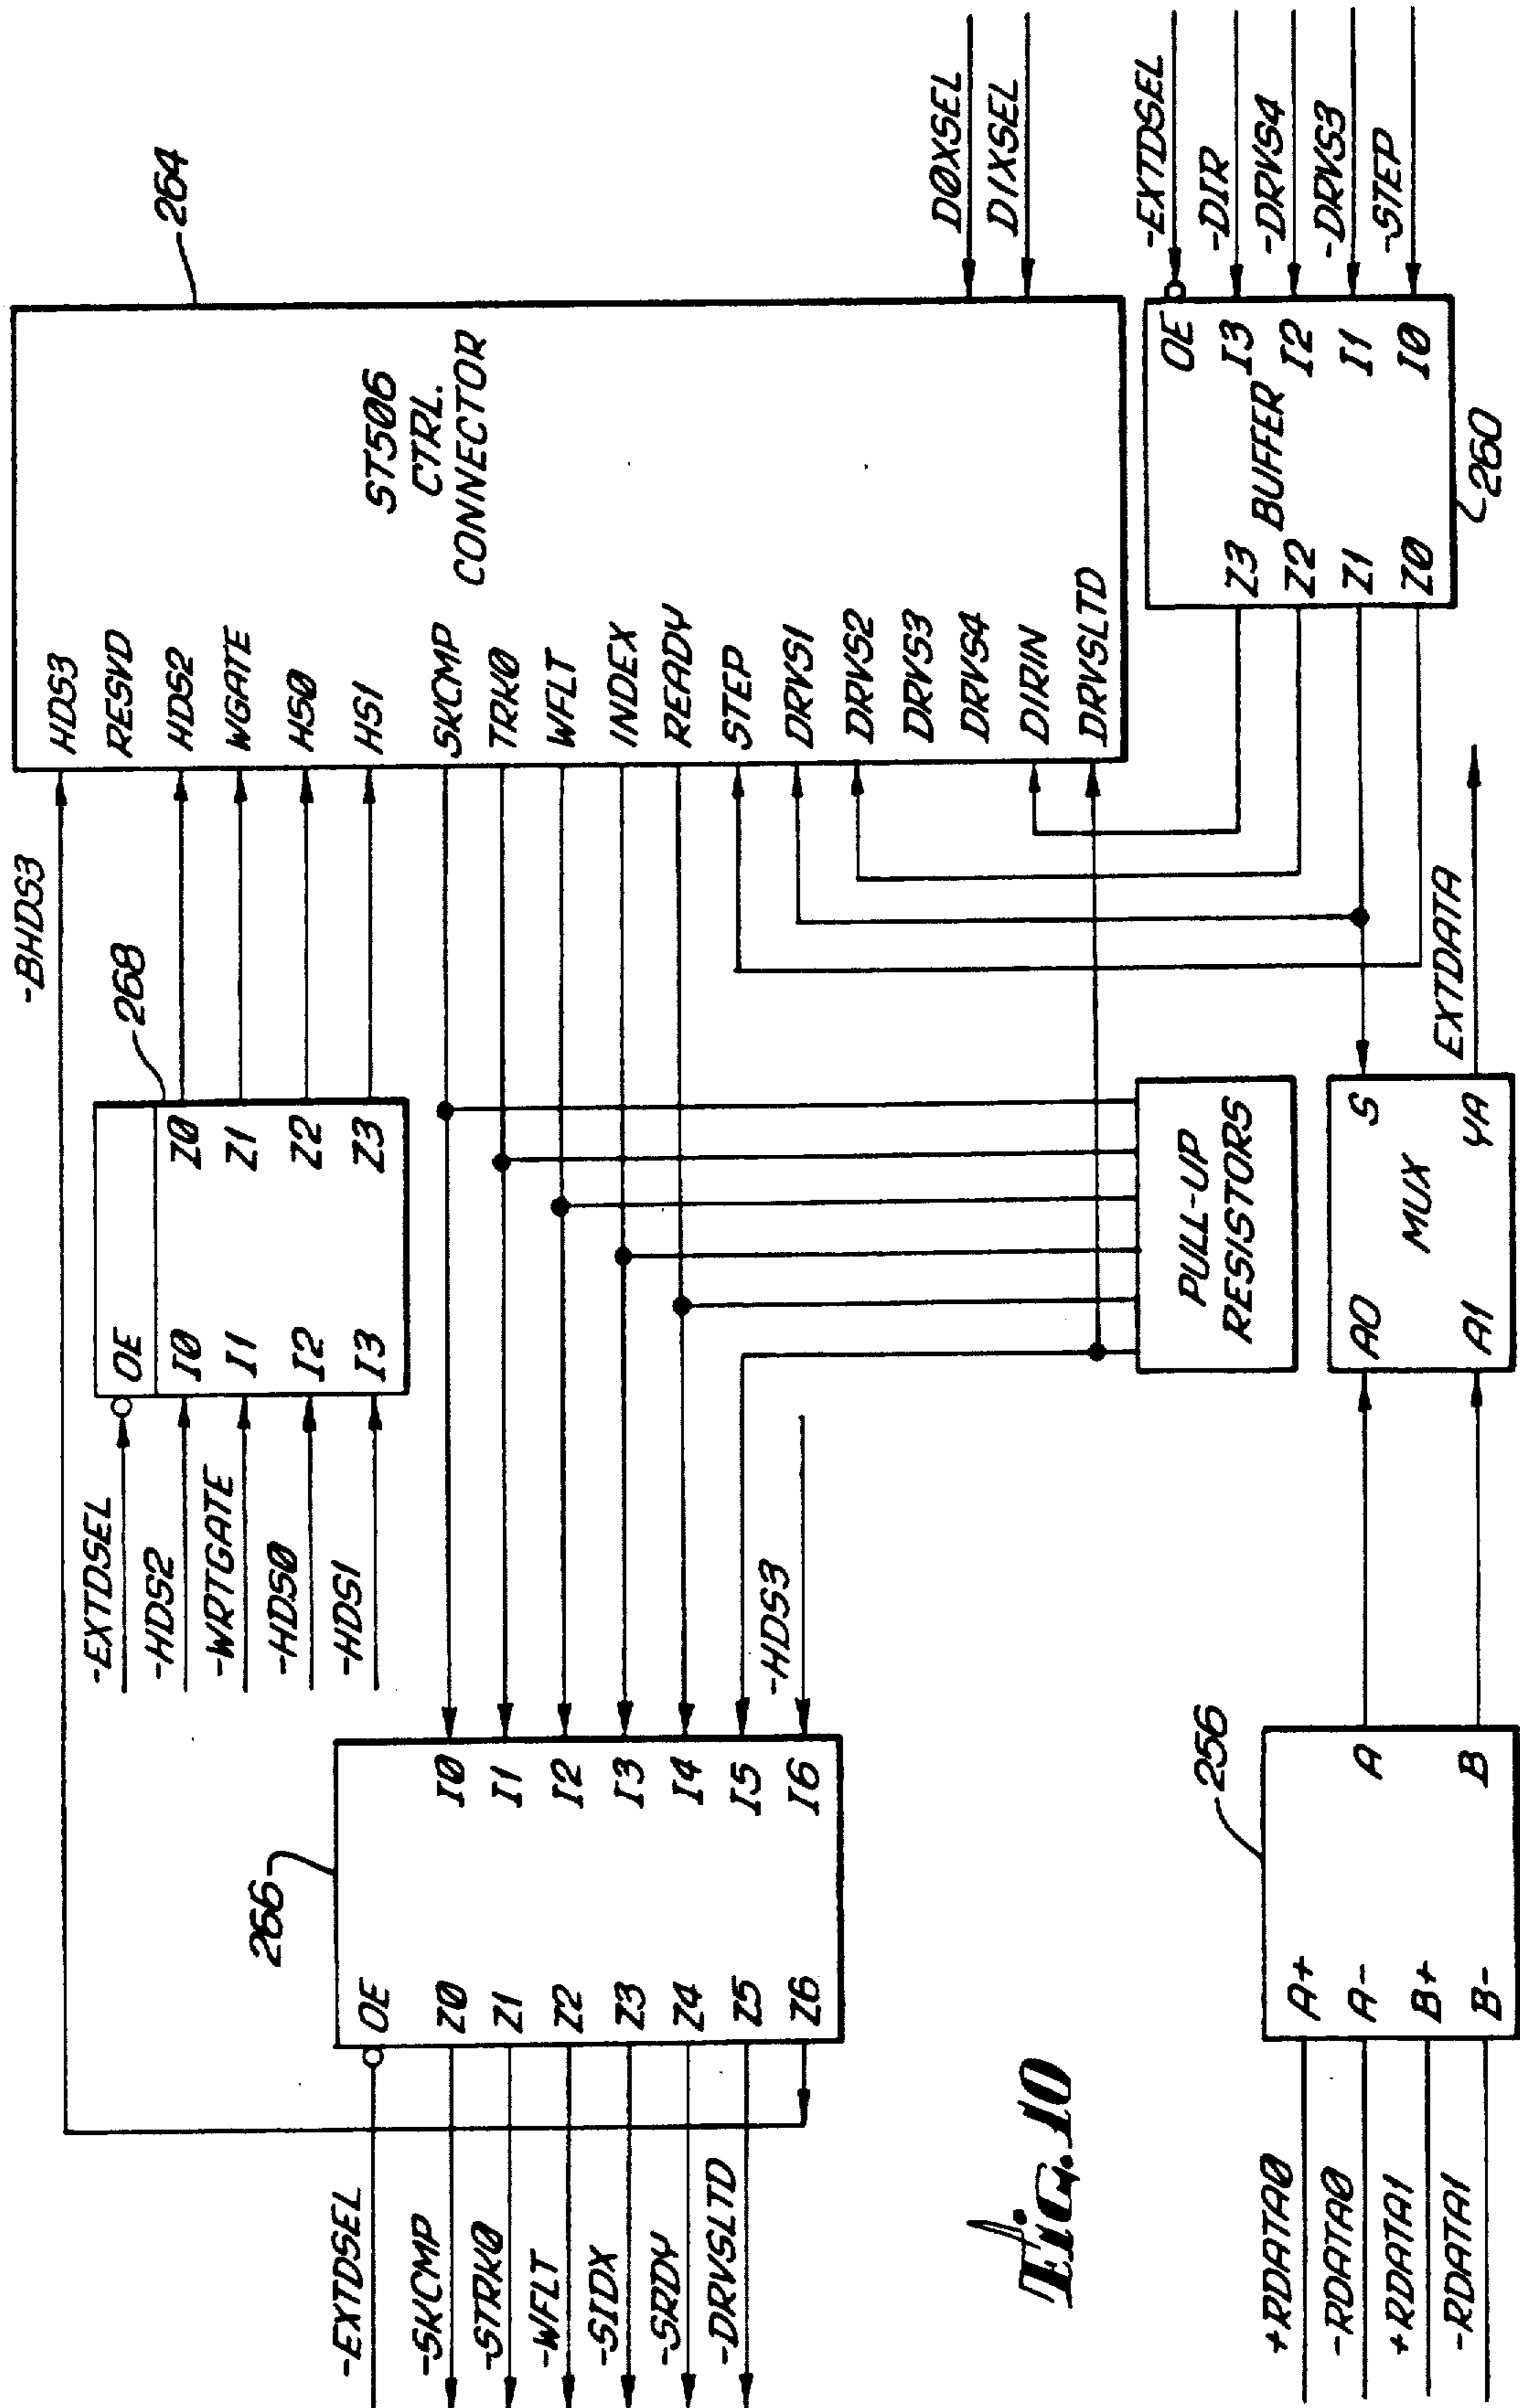 -BHDS3
264
HDS3
RESVD
HDS2
WGATE
HS0
HS1
SKCMP
TRK0
WFLT
INDEX
READY
STEP
DRVS1
DRVS2
DRVS3
DRVS4
DIRIN
DRVSLTD
ST506
CTRL.
CONNECTOR
D0XSEL
D1XSEL
268
OE
I0
I1
I2
I3
Z0
Z1
Z2
Z3
-EXTDSEL
-HDS2
-WRTGATE
-HDS0
-HDS1
266
OE
Z0
Z1
Z2
Z3
Z4
Z5
Z6
I0
I1
I2
I3
I4
I5
I6
-HDS3
-EXTDSEL
-SKCMP
-STRK0
-WFLT
-SIDX
-SRDY
-DRVSLTD
PULL-UP
RESISTORS
-EXTDSEL
-DIR
-DRVS4
-DRVS3
-STEP
OE
I3
I2
I1
I0
BUFFER
Z3
Z2
Z1
Z0
260
EXTDATA
A0
A1
MUX
S
YA
256
A+
A-
B+
B-
A
B
+RDATA0
-RDATA0
+RDATA1
-RDATA1
Fig. 10